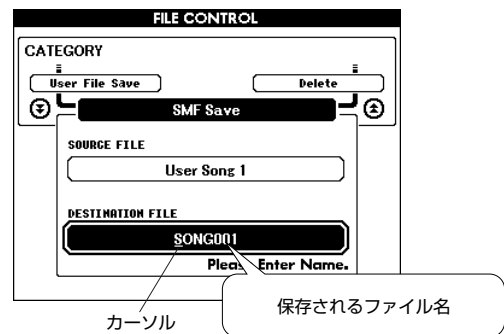 FILE CONTROL
CATEGORY
User File Save
Delete
SMF Save
SOURCE FILE
User Song 1
DESTINATION FILE
SONG001
Please Enter Name.
カーソル
保存されるファイル名